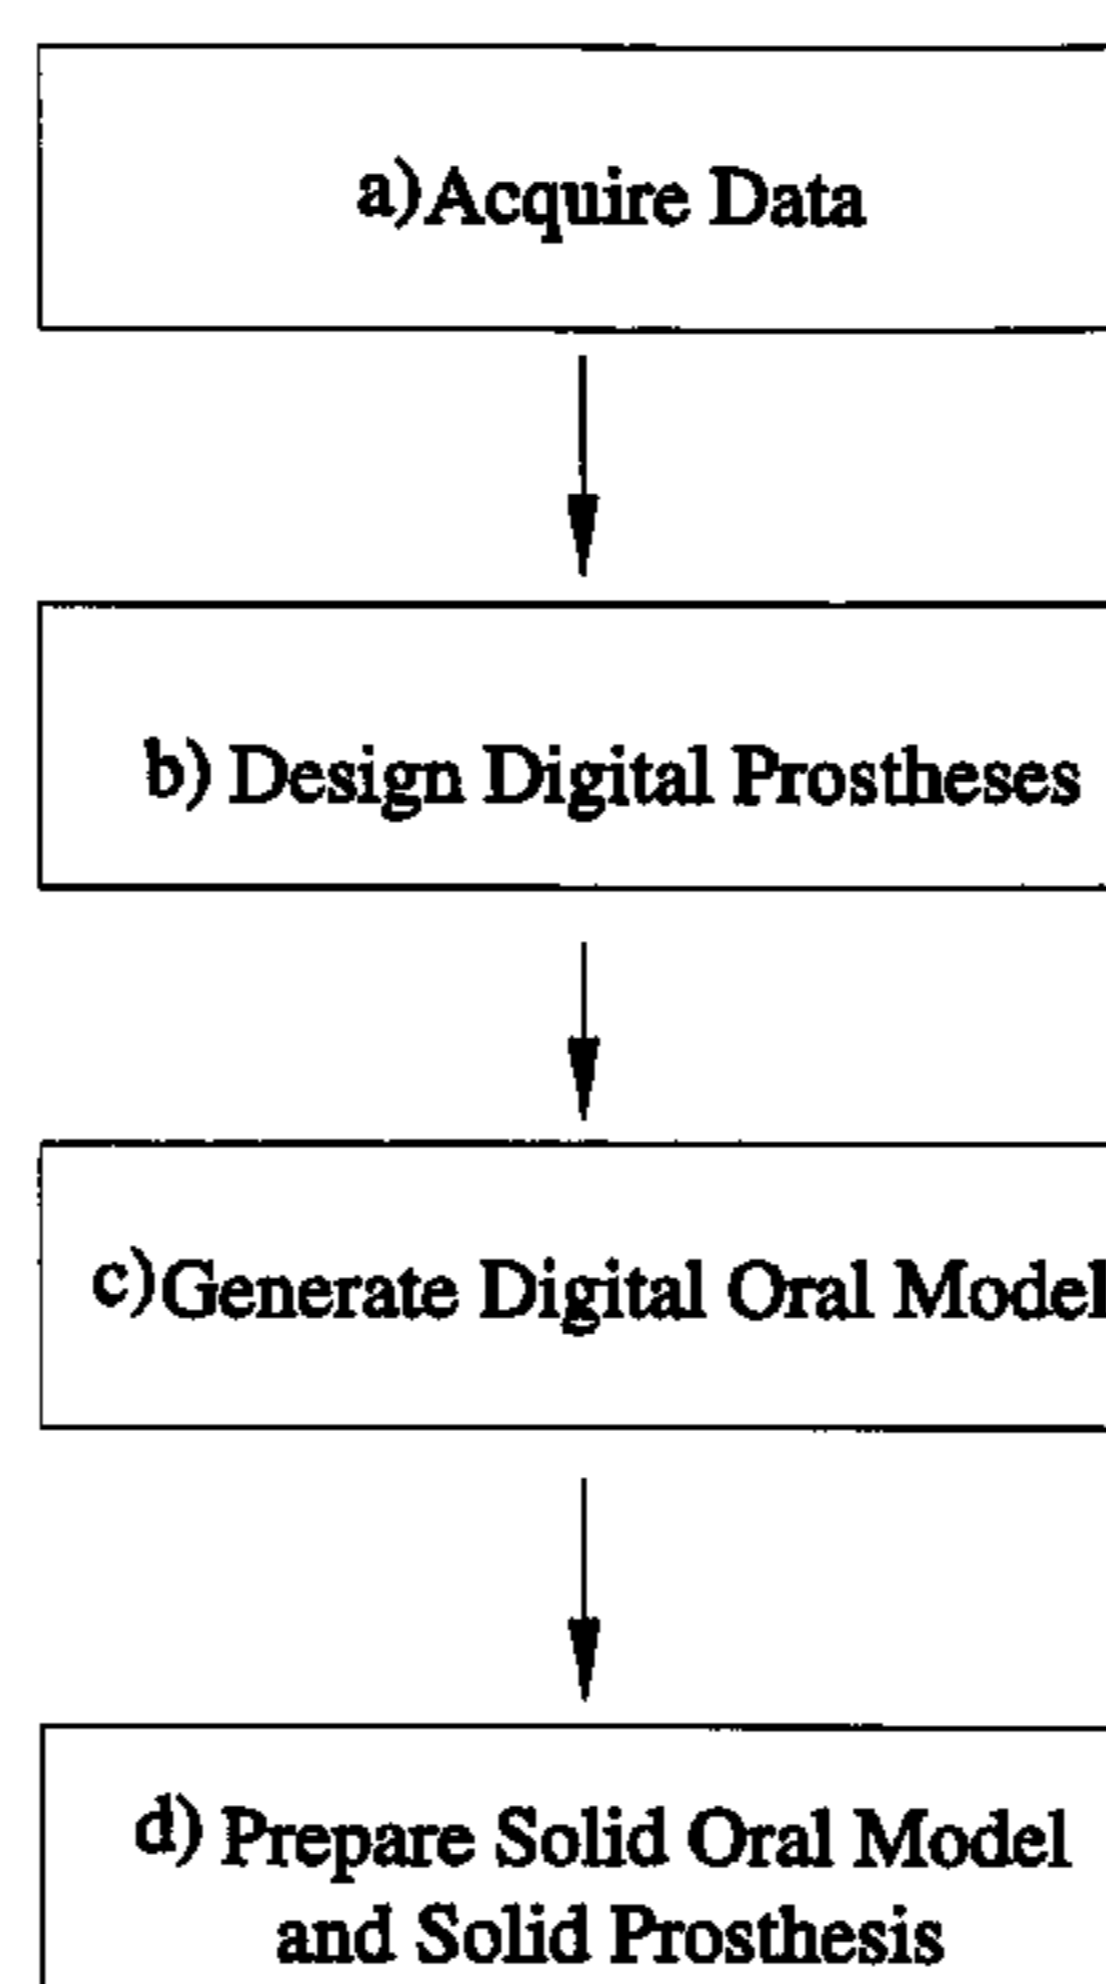 a)Acquire Data
b) Design Digital Prostheses
c)Generate Digital Oral Model
d) Prepare Solid Oral Model
and Solid Prosthesis